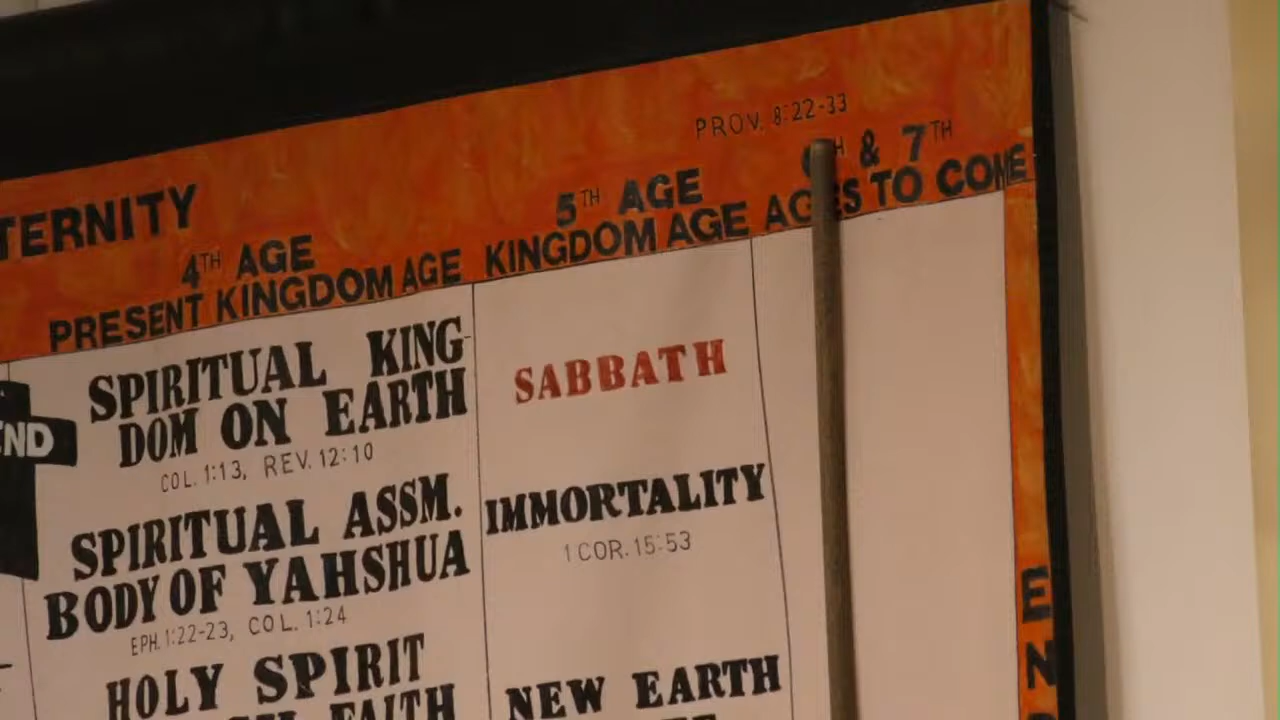 PROV. 8:22-33
TERNITY
4TH AGE
PRESENT KINGDOM AGE
5TH AGE
KINGDOM AGE
& 7TH
AGES TO COME
SPIRITUAL KING-
DOM ON EARTH
COL. 1:13, REV. 12:10
SPIRITUAL ASSM.
BODY OF YAHSHUA
EPH. 1:22-23, COL. 1:24
HOLY SPIRIT
FAITH
SABBATH
IMMORTALITY
1 COR. 15:53
NEW EARTH
ND
E
N